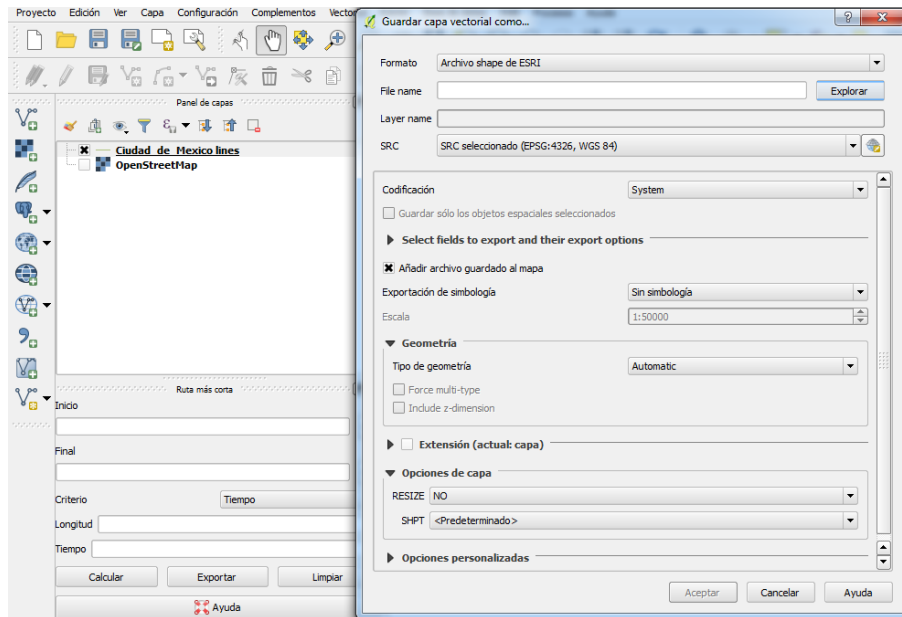 Proyecto Edición Ver Capa Configuración Complementos
Panel de capas
Ciudad de Mexico lines
OpenStreetMap
Ruta más corta
Inicio
Final
Criterio Tiempo
Longitud
Tiempo
Calcular Exportar Limpiar
Ayuda
Guardar capa vectorial como...
Formato Archivo shape de ESRI
File name Explorar
Layer name
SRC SRC seleccionado (EPSG:4326, WGS 84)
Codificación System
Guardar sólo los objetos espaciales seleccionados
Select fields to export and their export options
Añadir archivo guardado al mapa
Exportación de simbología Sin simbología
Escala 1:50000
Geometría
Tipo de geometría Automatic
Force multi-type
Include z-dimension
Extensión (actual: capa)
Opciones de capa
RESIZE NO
SHPT <Predeterminado>
Opciones personalizadas
Aceptar Cancelar Ayuda